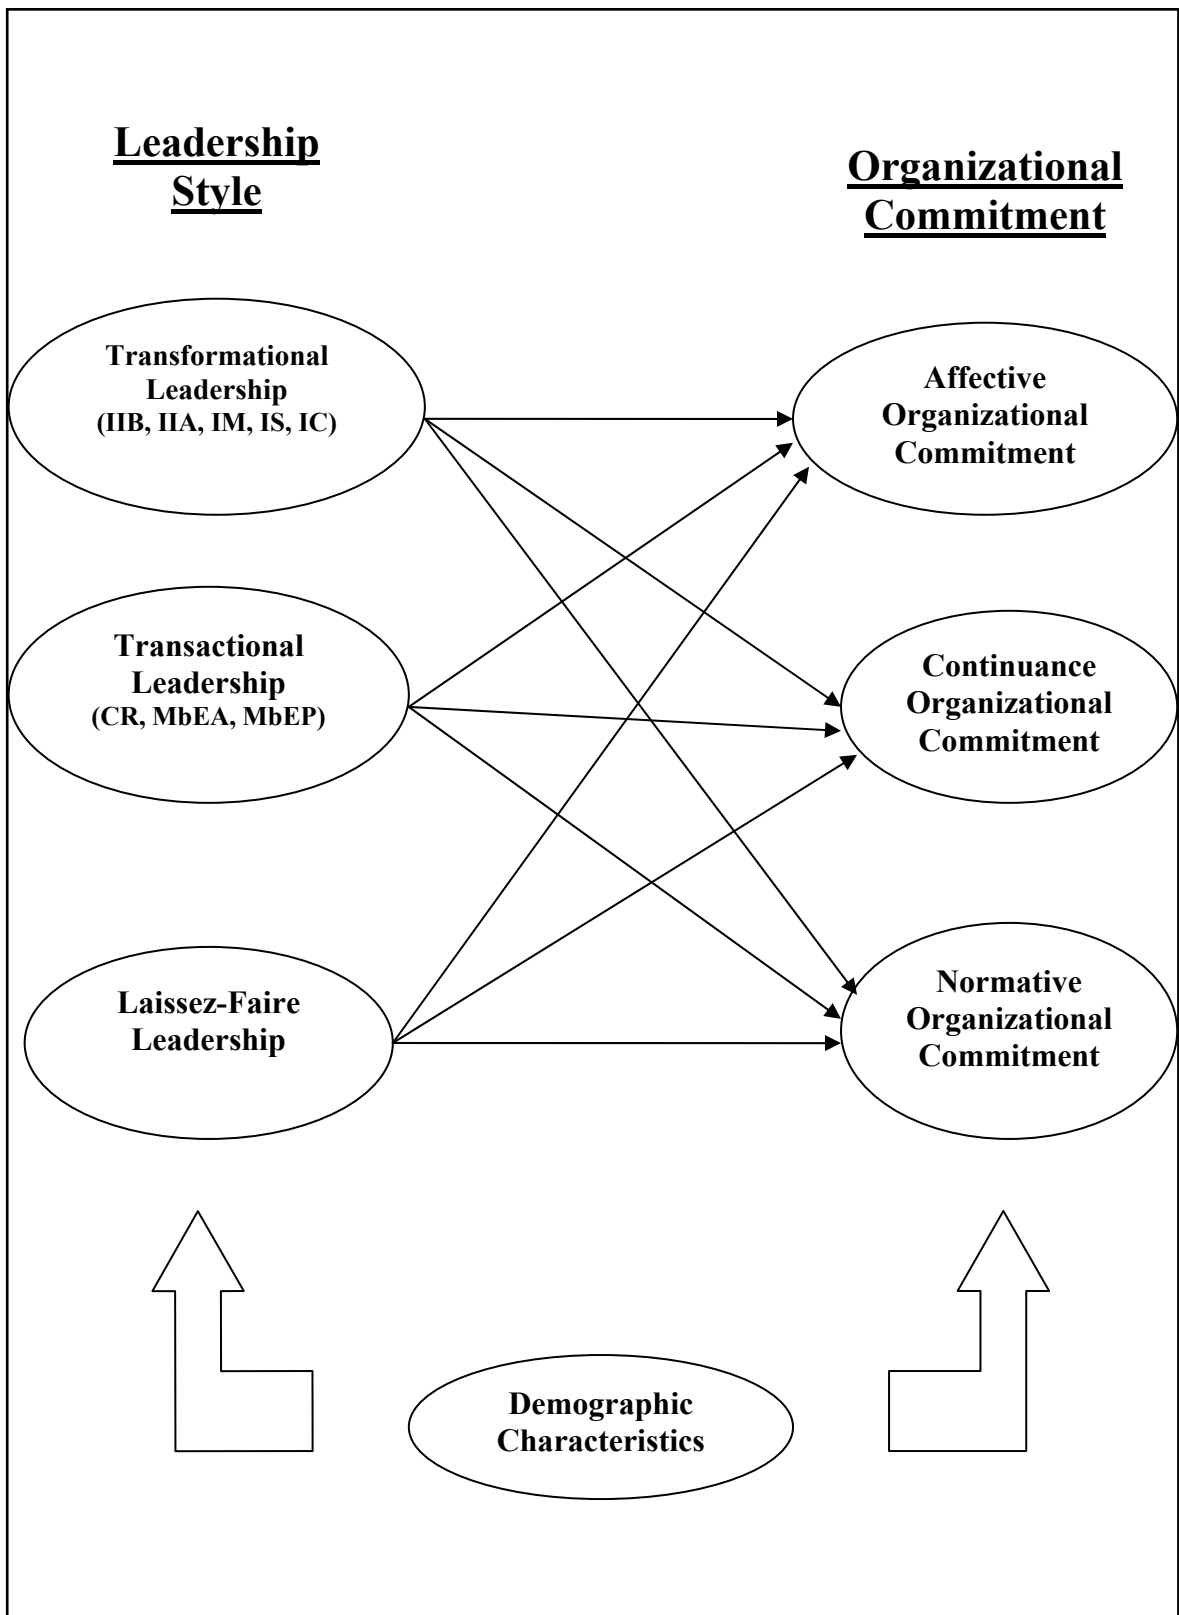 Leadership
Style
Organizational
Commitment
Transformational
Leadership
(IIB, IIA, IM, IS, IC)
Affective
Organizational
Commitment
Transactional
Leadership
(CR, MbEA, MbEP)
Continuance
Organizational
Commitment
Laissez-Faire
Leadership
Normative
Organizational
Commitment
Demographic
Characteristics